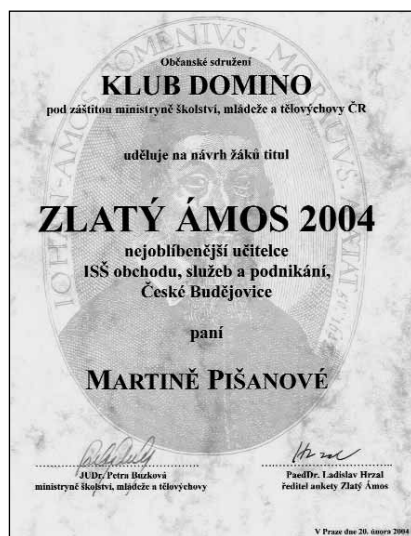 Občanské sdružení
KLUB DOMINO
pod záštitou ministryně školství, mládeže a tělovýchovy ČR
uděluje na návrh žáků titul
ZLATÝ ÁMOS 2004
nejoblíbenější učitelce
ISŠ obchodu, služeb a podnikání,
České Budějovice
paní
MARTINĚ PIŠANOVÉ
JUDr. Petra Buzková
ministryně školství, mládeže a tělovýchovy
PaedDr. Ladislav Hrzal
ředitel ankety Zlatý Ámos
V Praze dne 20. února 2004